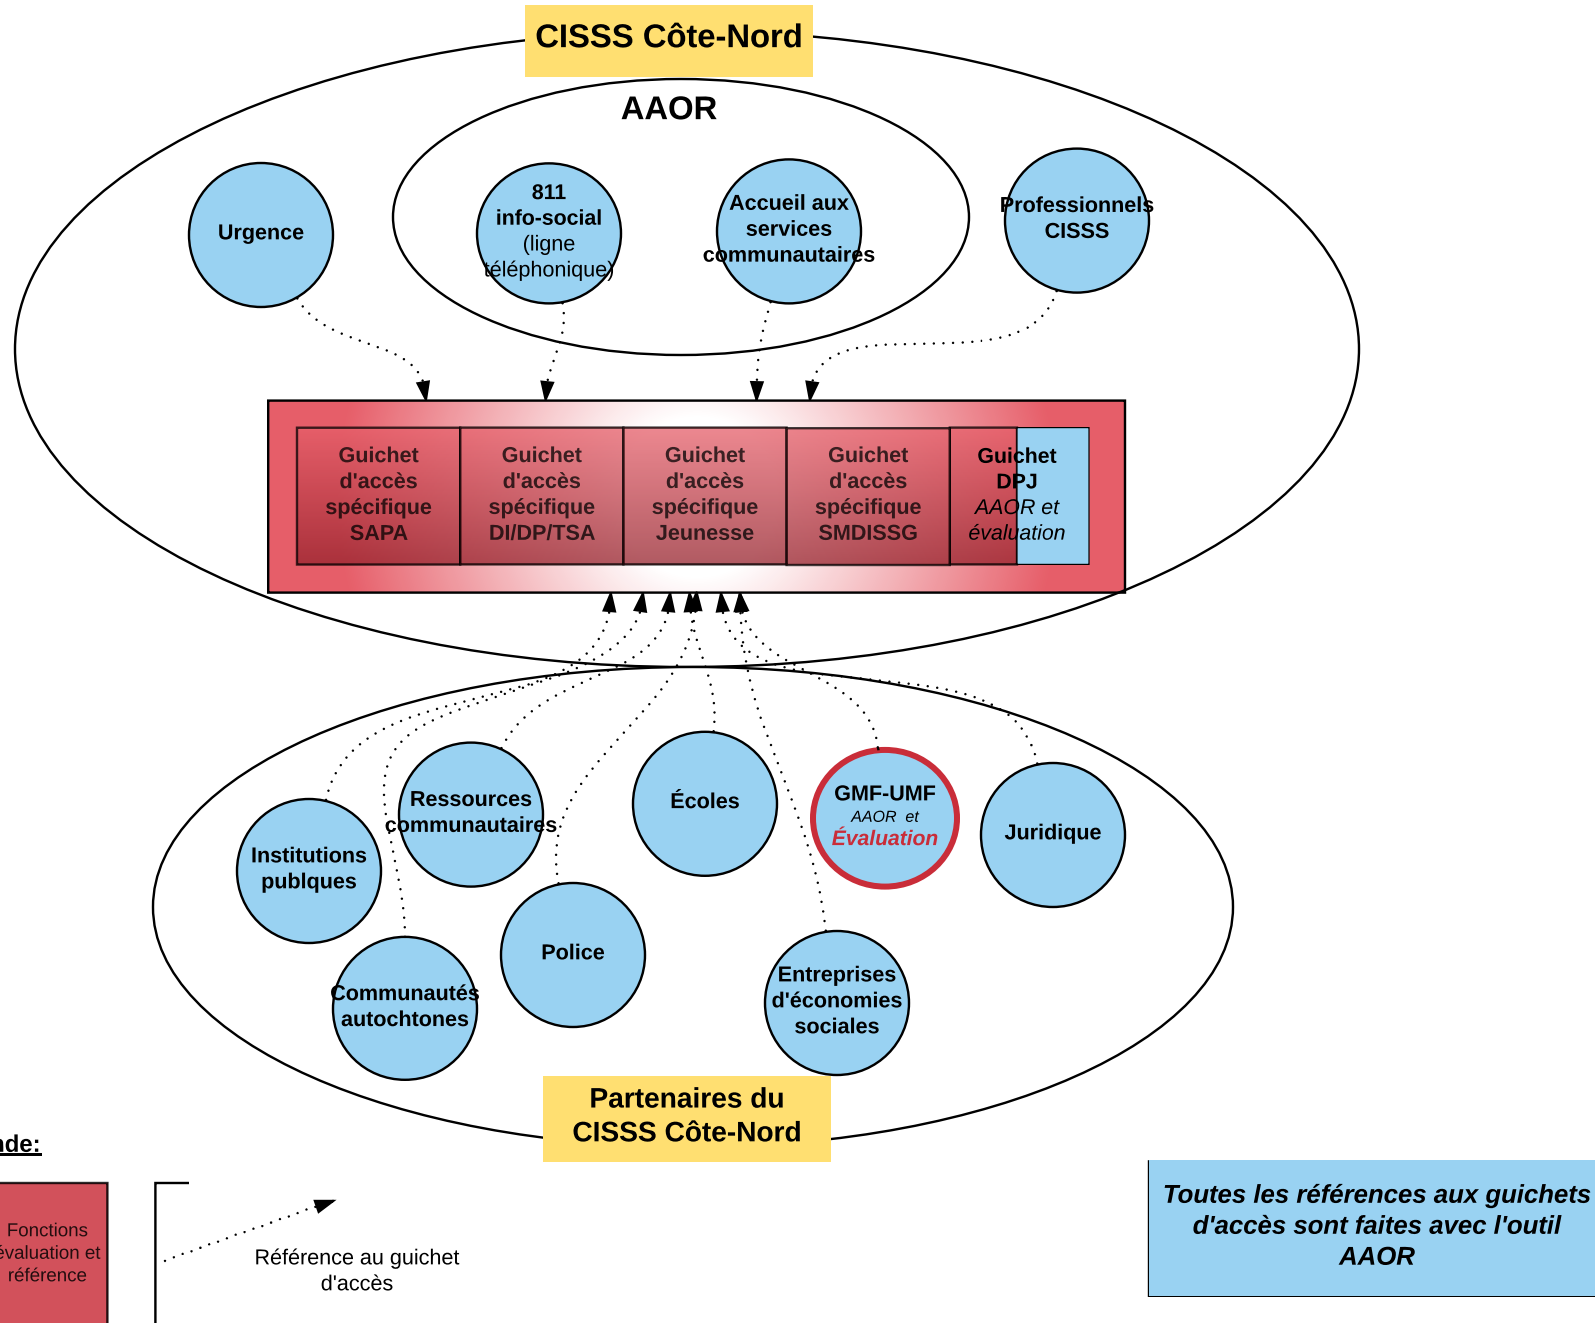 CISSS Côte-Nord
AAOR
Urgence
811
info-social
(ligne
téléphonique)
Accueil aux
services
communautaires
Professionnels
CISSS
Guichet
d'accès
spécifique
SAPA
Guichet
d'accès
spécifique
DI/DP/TSA
Guichet
d'accès
spécifique
Jeunesse
Guichet
d'accès
spécifique
SMDISSG
Guichet
DPJ
AAOR et
évaluation
Institutions
publques
Ressources
communautaires
Communautés
autochtones
Police
Écoles
GMF-UMF
AAOR et
Évaluation
Juridique
Entreprises
d'économies
sociales
Partenaires du
CISSS Côte-Nord
nde:
Fonctions
évaluation et
référence
Référence au guichet
d'accès
Toutes les références aux guichets
d'accès sont faites avec l'outil
AAOR